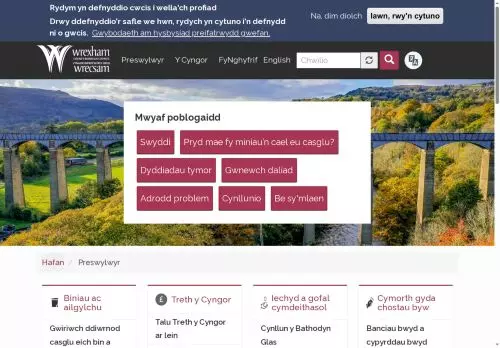 Rydym yn defnyddio cwcis i wella'ch profiad
Drwy ddefnyddio'r safle we hwn, rydych yn cytuno i'n defnydd
ni o gwcis. Gwybodaeth am hysbysiad preifatrwydd gwefan.
Na, dim diolch
Iawn, rwy'n cytuno
wrexham
wrecsam
Preswylwyr
Y Cyngor
FyNghyfrif
English
Chwilio
Mwyaf poblogaidd
Swyddi
Pryd mae fy miniau'n cael eu casglu?
Dyddiadau tymor
Gwnewch daliad
Adrodd problem
Cynllunio
Be sy'mlaen
Hafan / Preswylwyr
Biniau ac
ailgylchu
Gwiriwch ddiwrnod
casglu eich bin a
Treth y Cyngor
Talu Treth y Cyngor
ar lein
Iechyd a gofal
cymdeithasol
Cynllun y Bathodyn
Glas
Cymorth gyda
chostau byw
Banciau bwyd a
cypyrddau bwyd